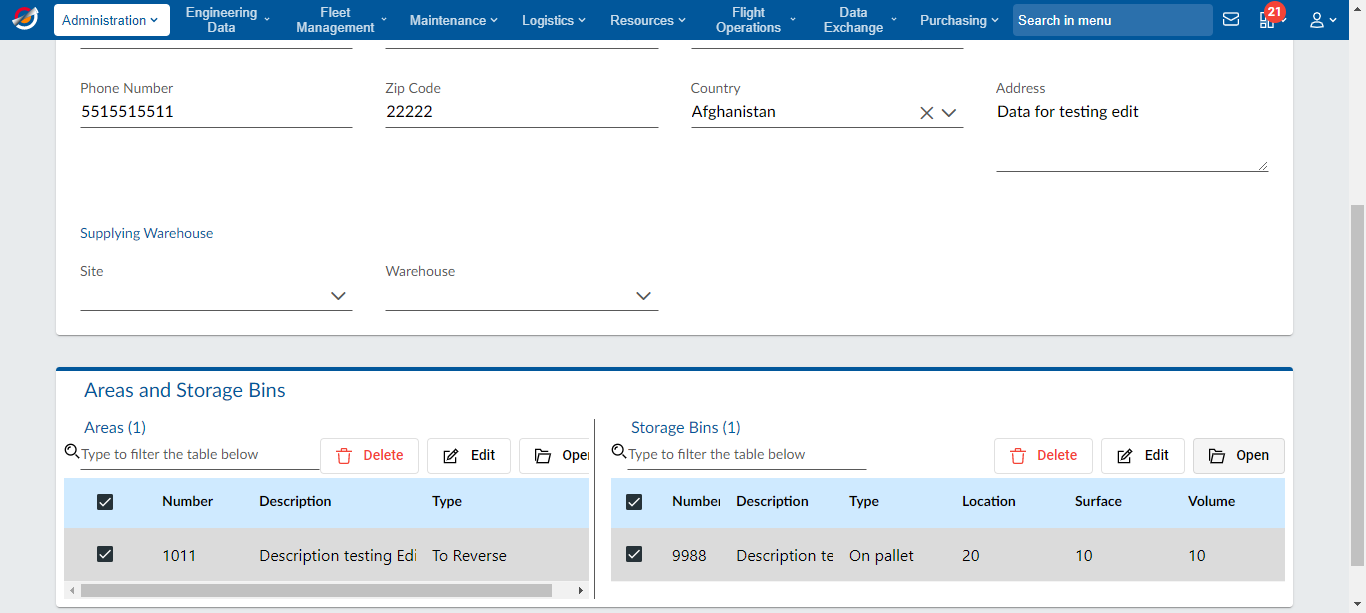 Administration
Engineering Data
Fleet Management
Maintenance
Logistics
Resources
Flight Operations
Data Exchange
Purchasing
Search in menu
21
Phone Number
5515515511
Zip Code
22222
Country
Afghanistan
Address
Data for testing edit
Supplying Warehouse
Site
Warehouse
Areas and Storage Bins
Areas (1)
Type to filter the table below
Delete
Edit
Open
Number Description Type
1011 Description testing Edi To Reverse
Storage Bins (1)
Type to filter the table below
Delete
Edit
Open
Number Description Type Location Surface Volume
9988 Description te On pallet 20 10 10